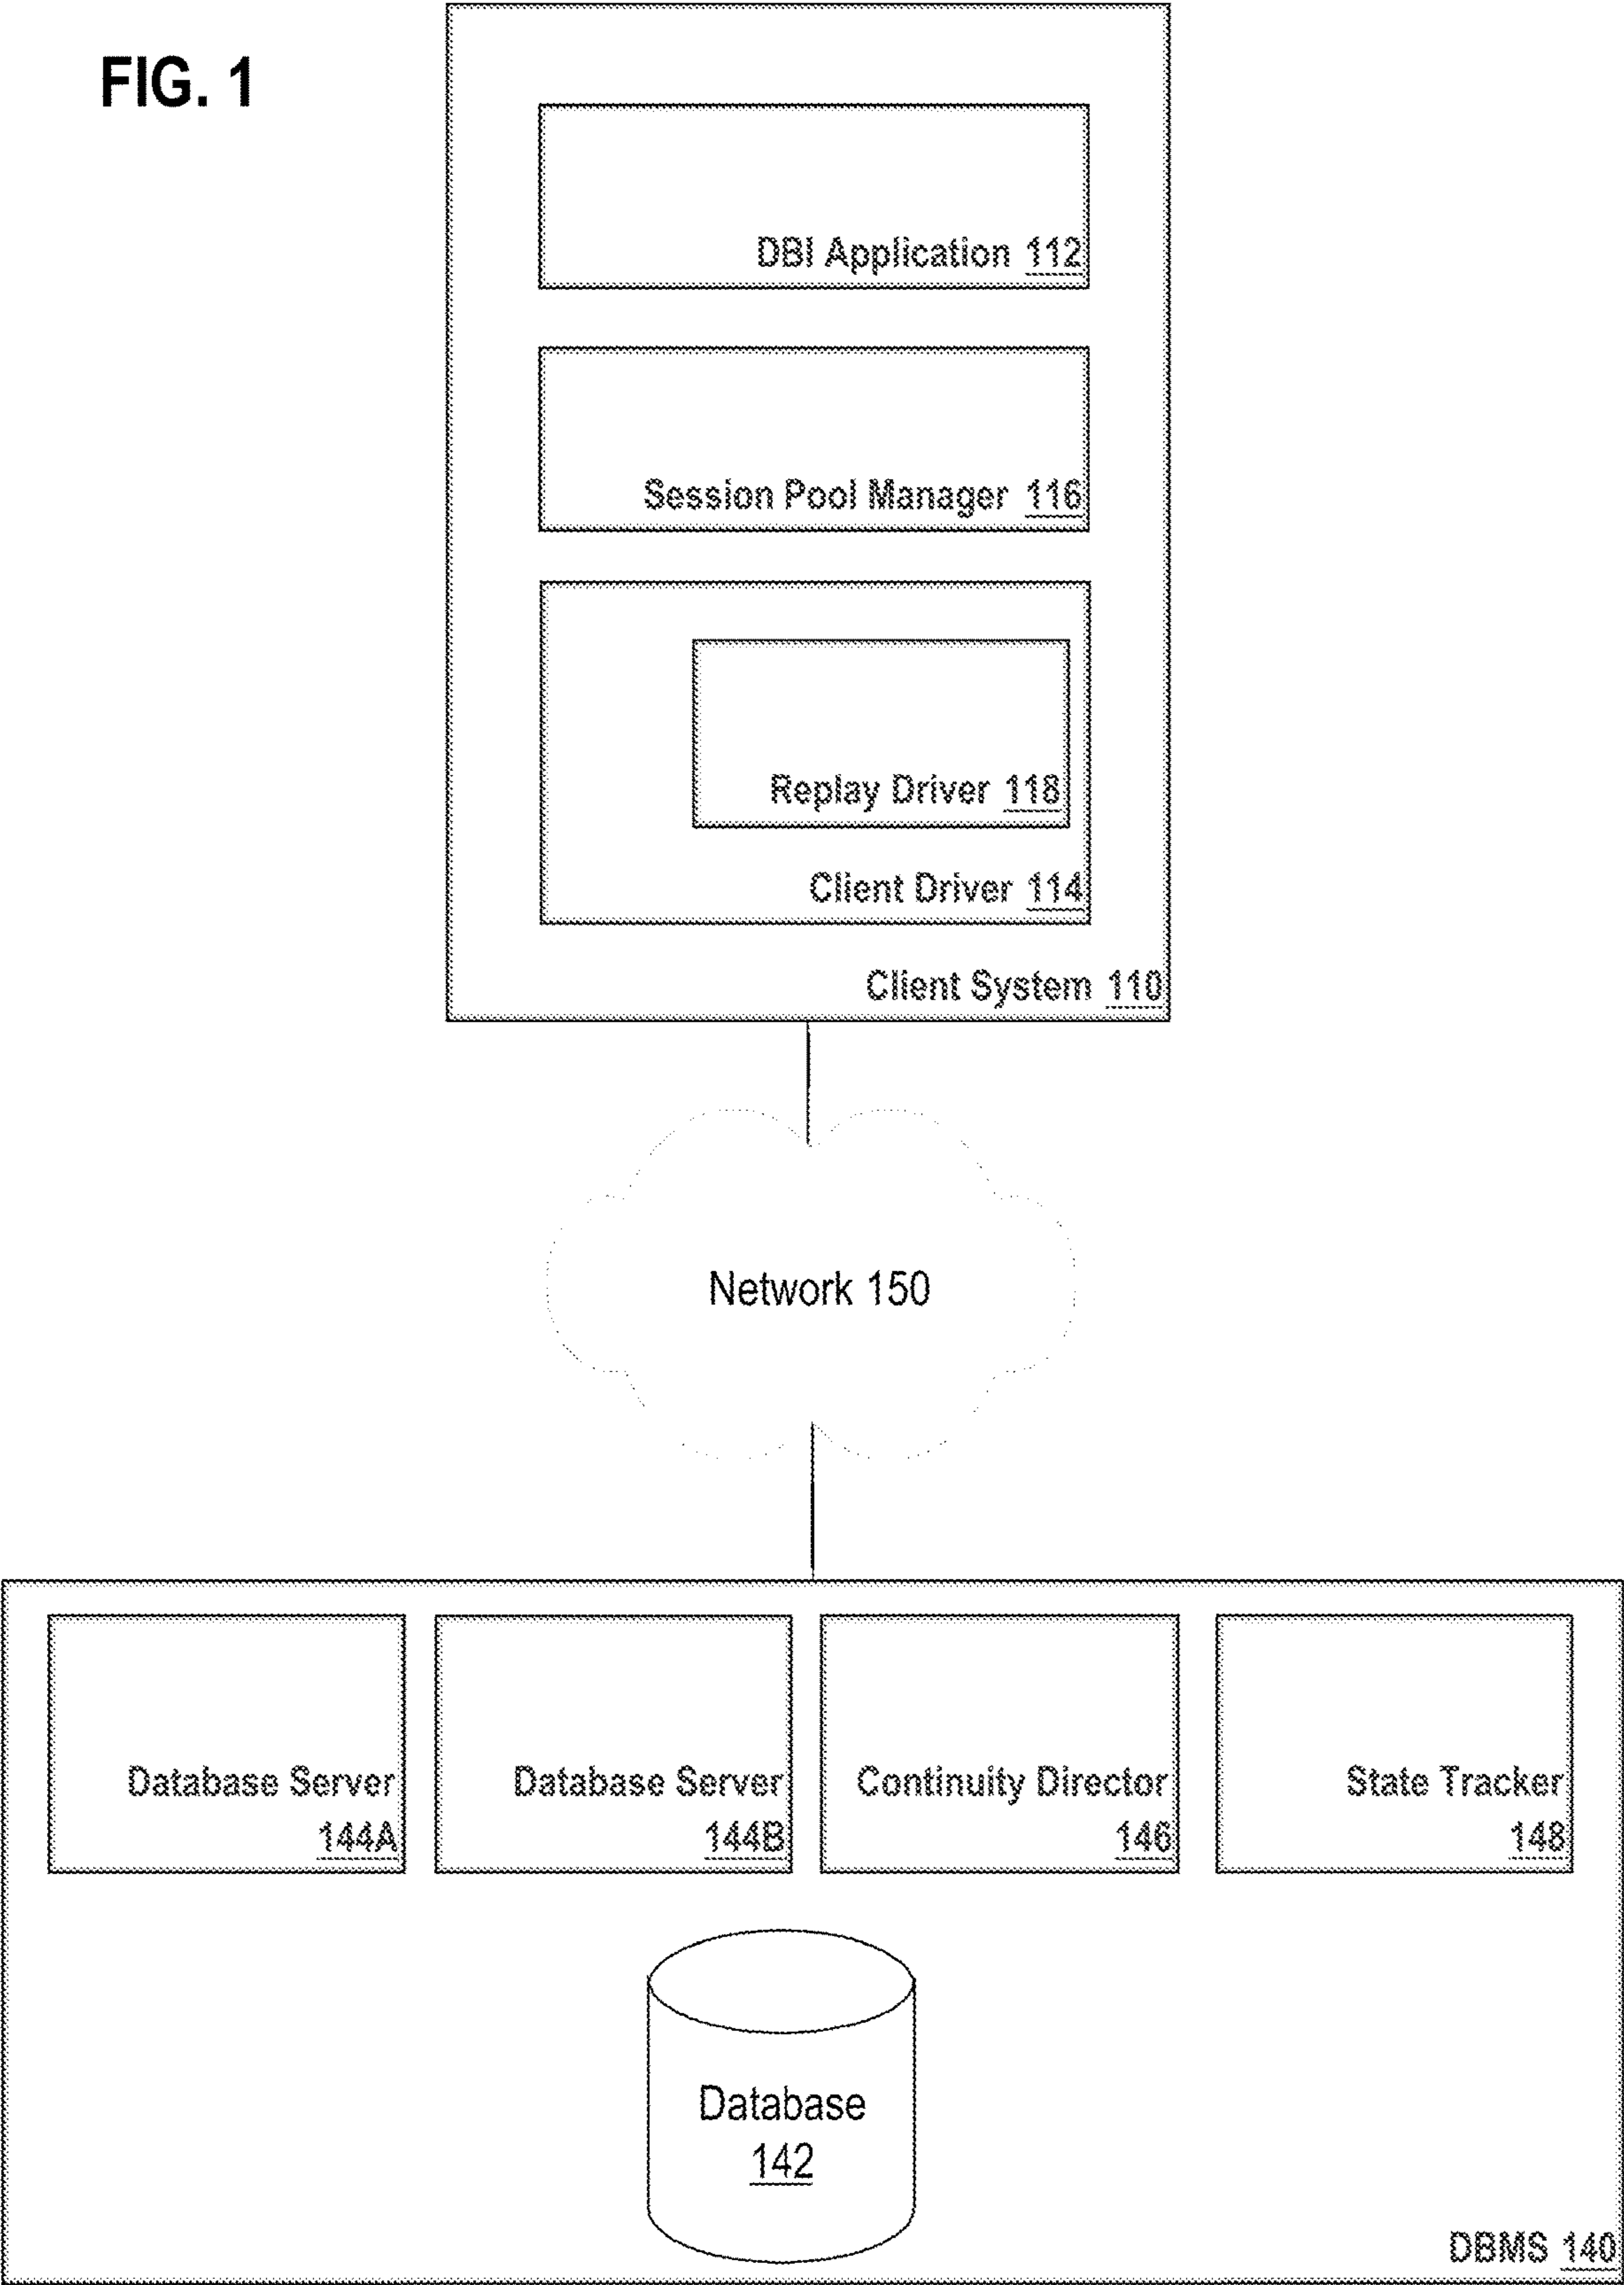 FIG. 1
DBI Application 112
Session Pool Manager 116
Replay Driver 118
Client Driver 114
Client System 110
Network 150
Database Server
144A
Database Server
144B
Continuity Director
146
State Tracker
148
Database
142
DBMS 140